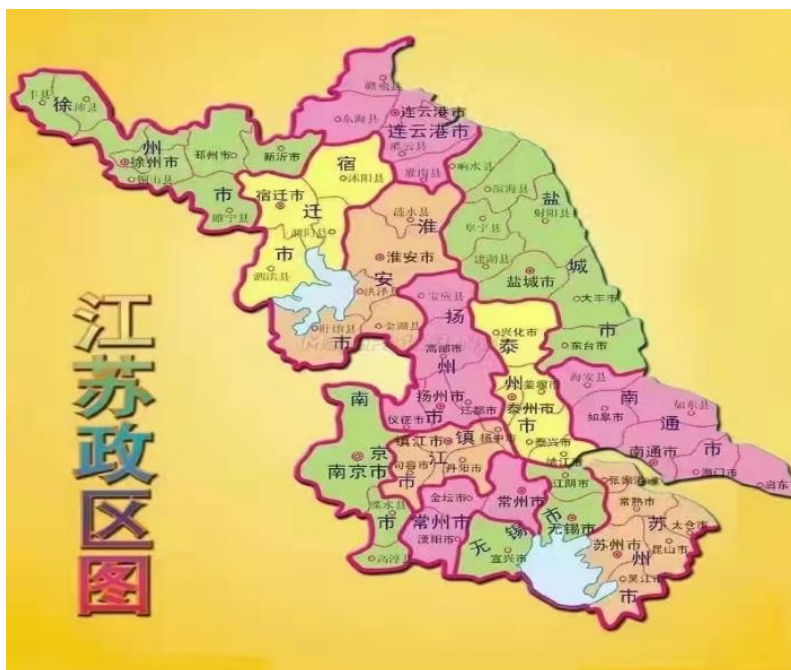 江苏政区图
徐州市
丰县
沛县
徐州市
铜山县
邳州市
新沂市
睢宁县
连云港市
赣榆县
连云港市
东海县
灌云县
灌南县
宿迁市
沭阳县
宿迁市
泗阳县
泗洪县
淮安市
涟水县
淮安市
洪泽县
盱眙县
金湖县
盐城市
响水县
滨海县
阜宁县
射阳县
建湖县
盐城市
大丰市
东台市
扬州市
宝应县
高邮市
扬州市
仪征市
江都市
泰州市
兴化市
姜堰市
泰州市
泰兴市
靖江市
南通市
海安县
如皋市
如东县
南通市
海门市
启东
南京市
南京市
溧水县
高淳县
镇江市
镇江市
扬中市
句容市
丹阳市
常州市
金坛市
常州市
溧阳市
无锡市
江阴市
无锡市
宜兴市
苏州市
张家港
常熟市
太仓市
苏州市
昆山市
吴江市